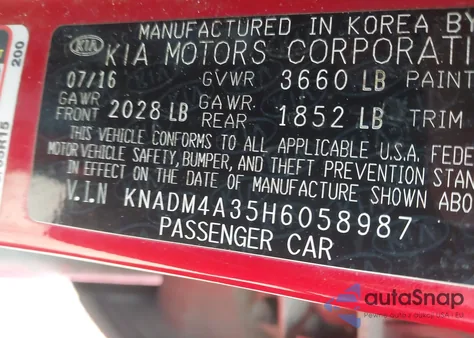 MANUFACTURED IN KOREA BY
KIA KIA MOTORS CORPORATI
07/16 GVWR 3660 LB PAINT
GAWR FRONT 2028 LB GAWR. REAR 1852 LB TRIM
THIS VEHICLE CONFORMS TO ALL APPLICABLE U.S.A. FEDE
MOTOR VEHICLE SAFETY, BUMPER, AND THEFT PREVENTION STAN
IN EFFECT ON THE DATE OF MANUFACTURE SHOWN ABO
V.I.N KNADM4A35H6058987
PASSENGER CAR
200
autoSnap